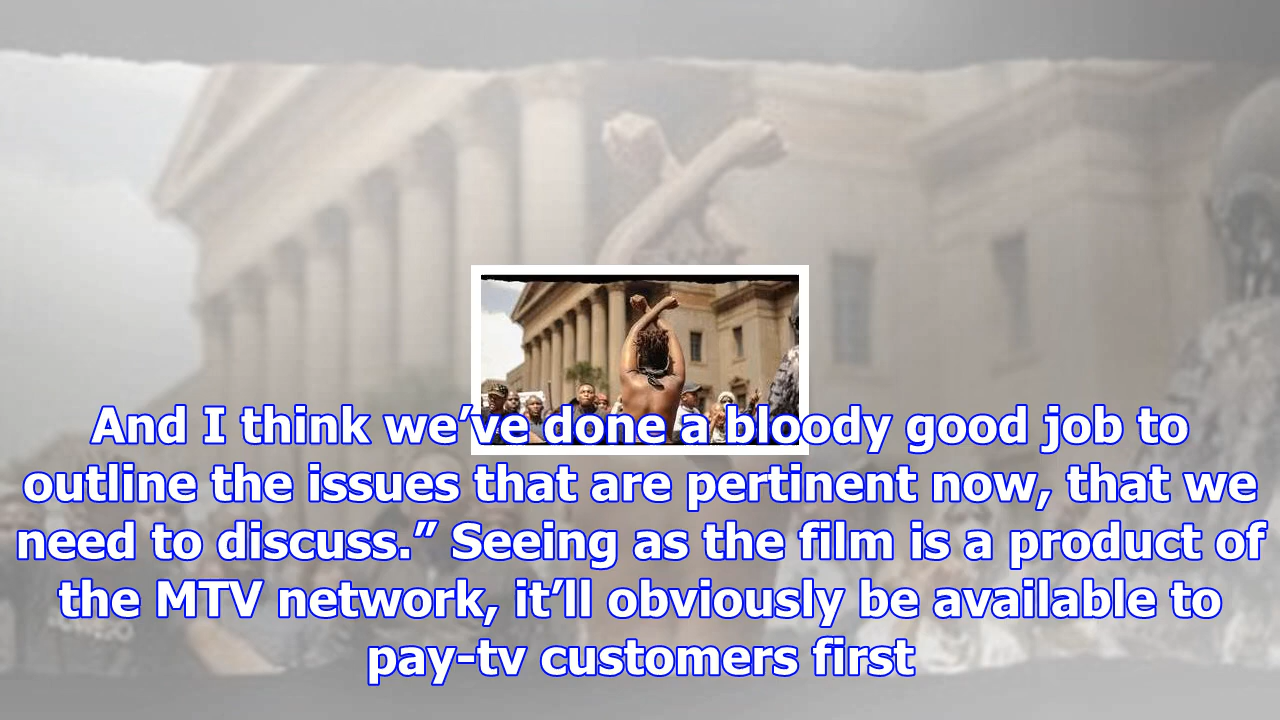 And I think we’ve done a bloody good job to
outline the issues that are pertinent now, that we
need to discuss.” Seeing as the film is a product of
the MTV network, it’ll obviously be available to
pay-tv customers first